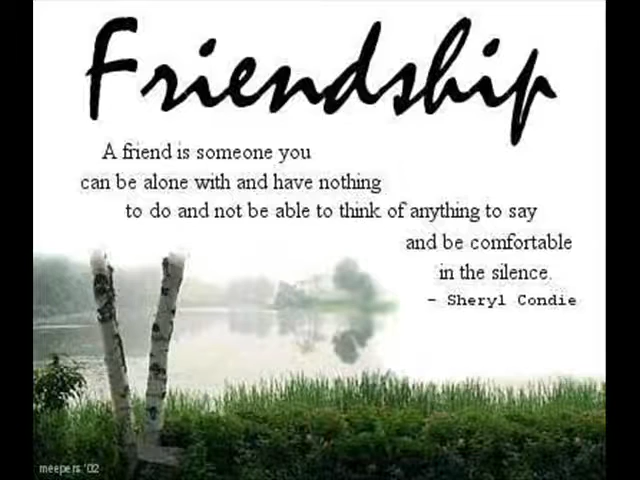 Friendship
A friend is someone you
can be alone with and have nothing
to do and not be able to think of anything to say
and be comfortable
in the silence.
- Sheryl Condie
meepers '02